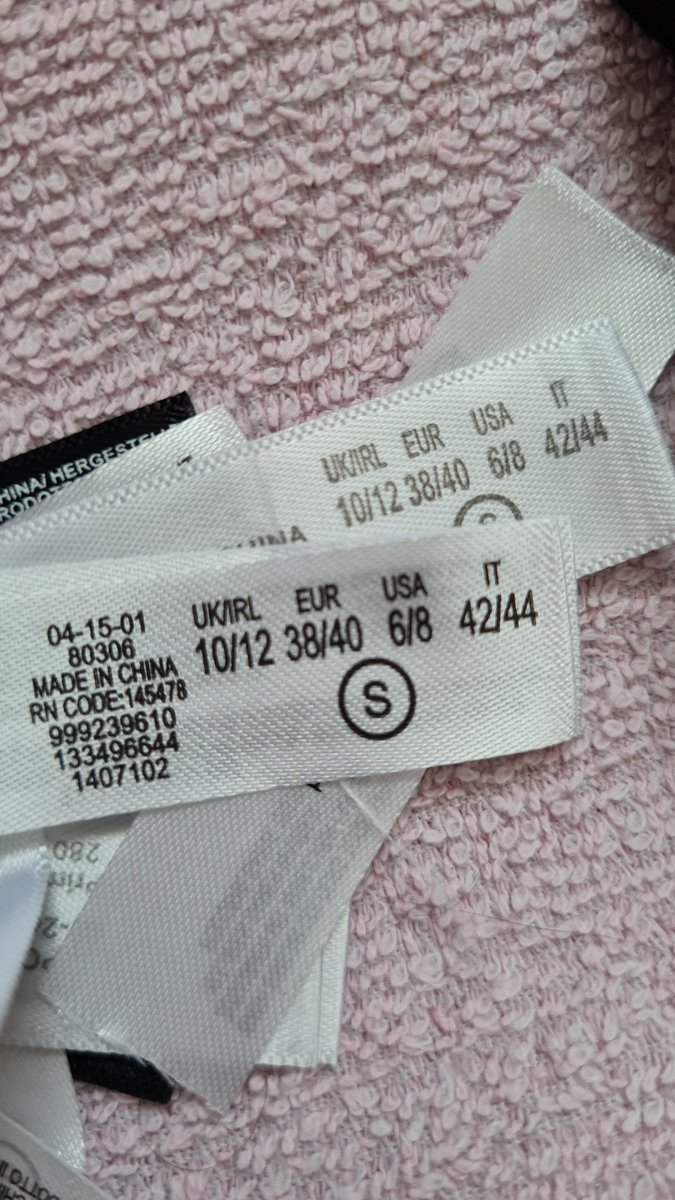 UK/IRL EUR USA IT
10/12 38/40 6/8 42/44
04-15-01
80306
MADE IN CHINA
RN CODE:145478
999239610
133496644
1407102
UK/IRL EUR USA IT
10/12 38/40 6/8 42/44
S
280